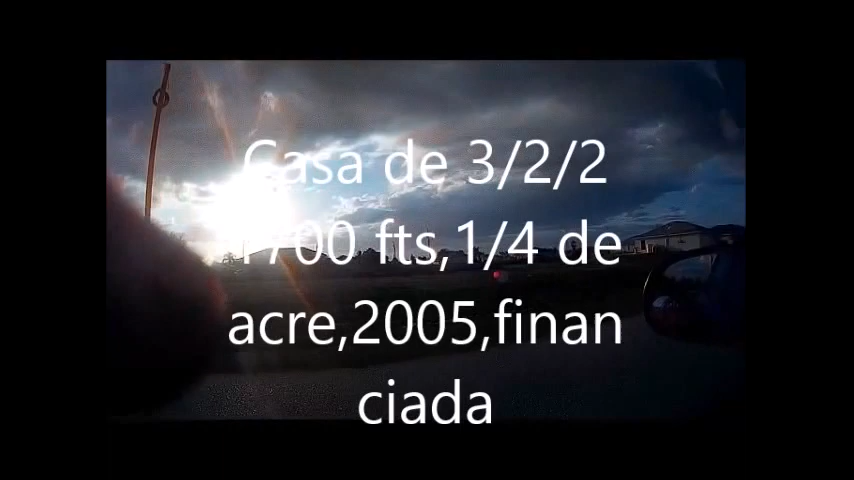 Casa de 3/2/2
1700 fts,1/4 de
acre,2005,finan
ciada